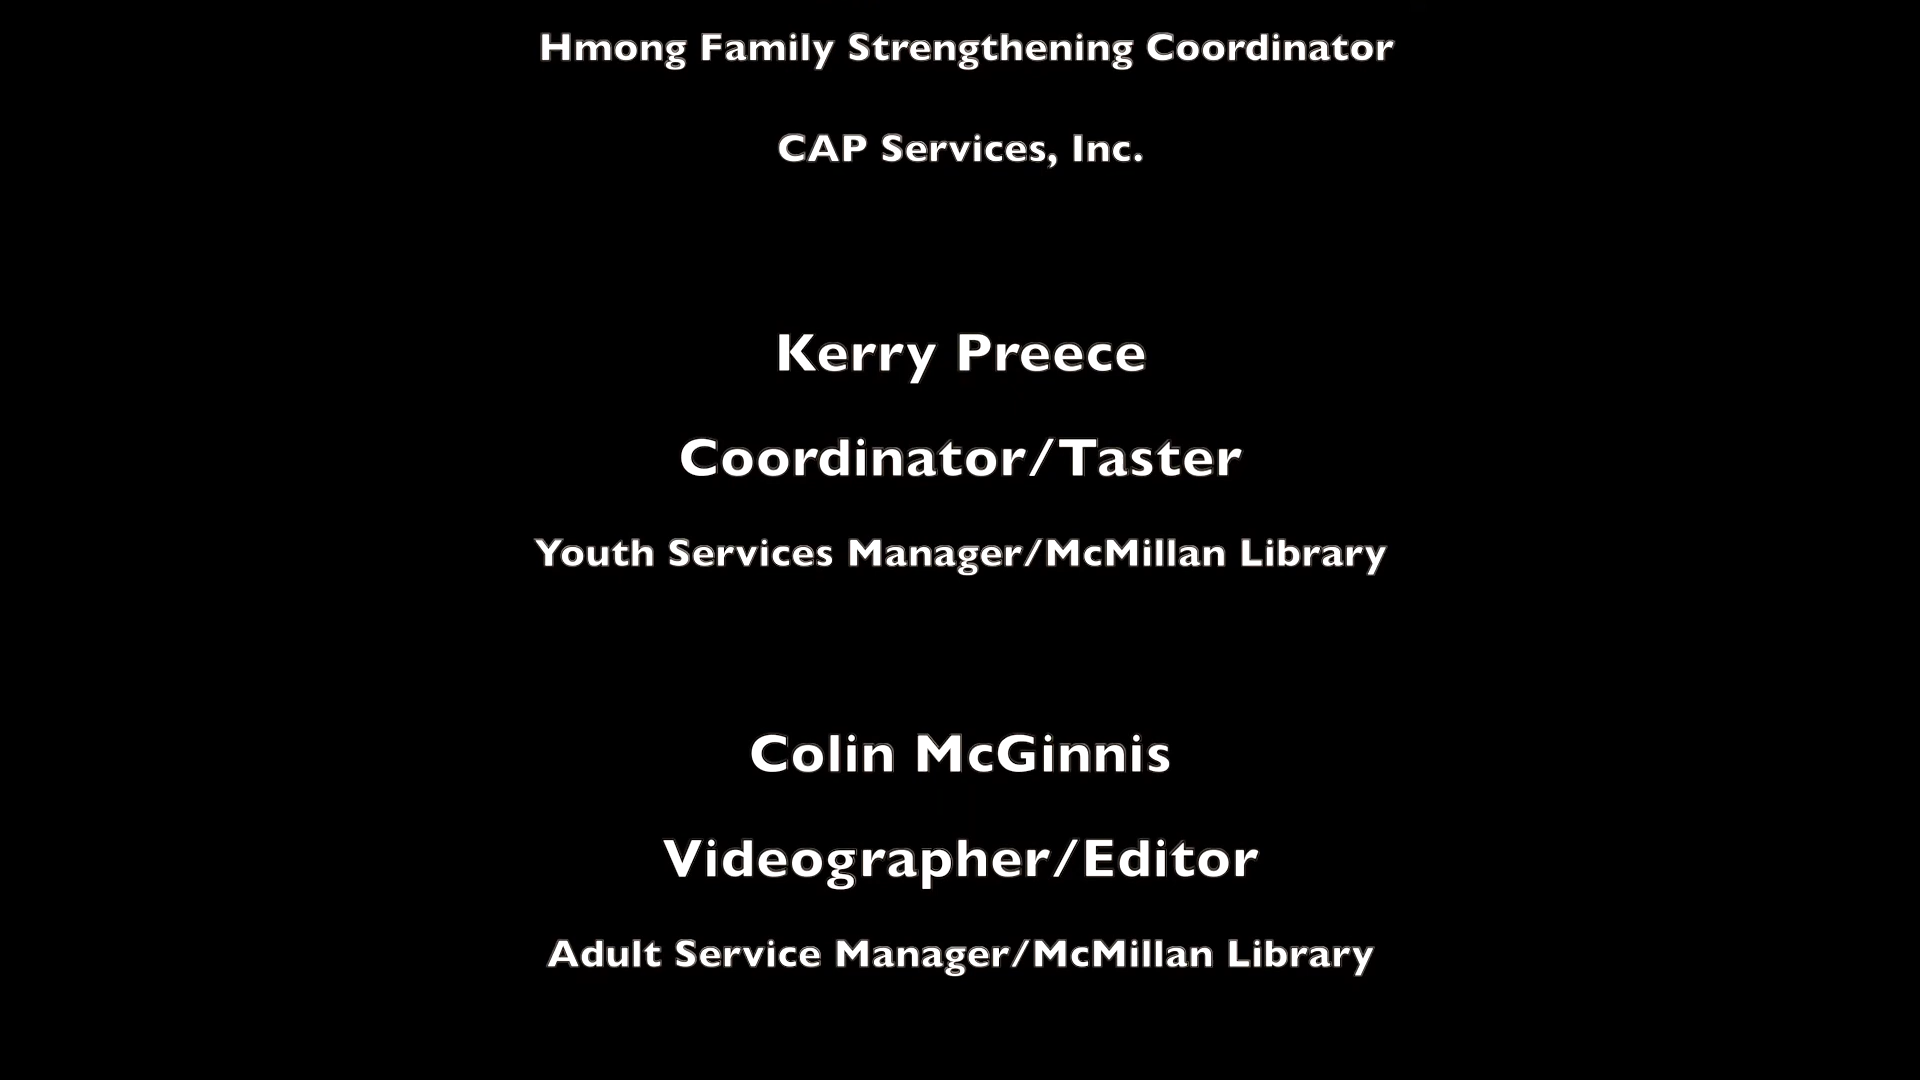 Hmong Family Strengthening Coordinator
CAP Services, Inc.
Kerry Preece
Coordinator/Taster
Youth Services Manager/McMillan Library
Colin McGinnis
Videographer/Editor
Adult Service Manager/McMillan Library